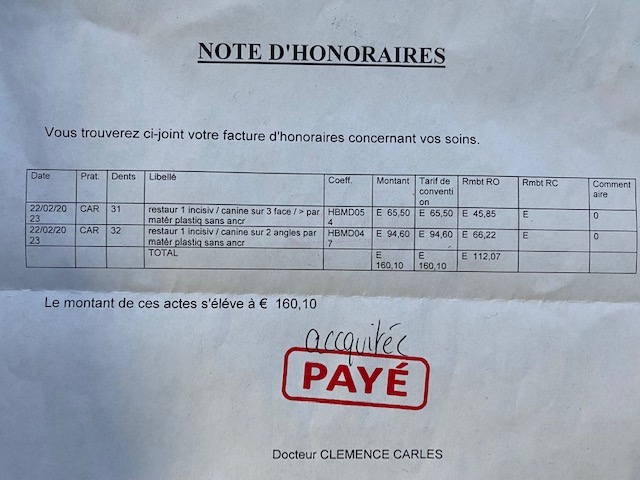 NOTE D'HONORAIRES
Vous trouverez ci-joint votre facture d'honoraires concernant vos soins.
Date Prat. Dents Libellé Coeff. Montant Tarif de conventi on Rmbt RO Rmbt RC Comment aire
22/02/20 23 CAR 31 restaur 1 incisiv / canine sur 3 face / > par matér plastiq sans ancr HBMD05 4 E 65,50 E 65,50 E 45,85 E 0
22/02/20 23 CAR 32 restaur 1 incisiv / canine sur 2 angles par matér plastiq sans ancr HBMD04 7 E 94,60 E 94,60 E 66,22 E 0
TOTAL E 160,10 E 160,10 E 112,07
Le montant de ces actes s'éléve à € 160,10
accquitéc
PAYÉ
Docteur CLEMENCE CARLES